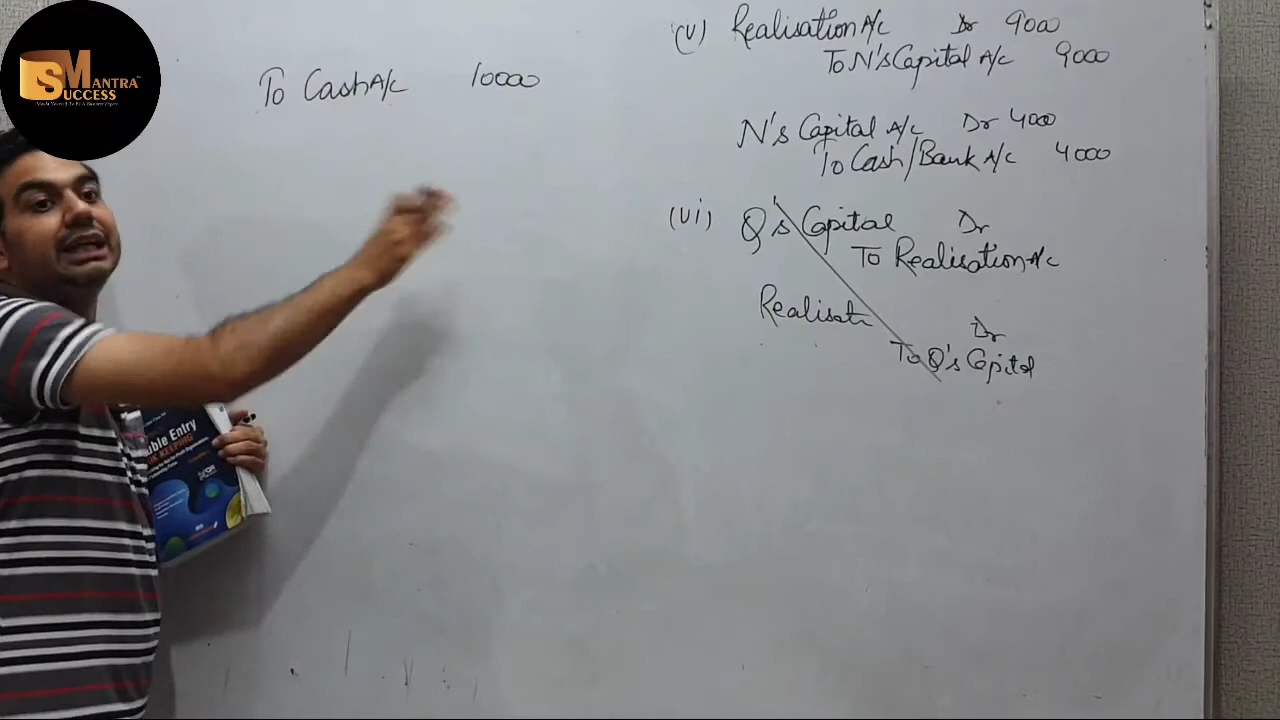 MANTRA
SUCCESS
To Cash A/c 10000
(v) Realisation A/c Dr 9000
To N's Capital A/c 9000
N's Capital A/c Dr 4000
To Cash/Bank A/c 4000
(vi) Q's Capital Dr
To Realisation A/c
Realisati Dr
To Q's Capital
uble Entry
KEEPING